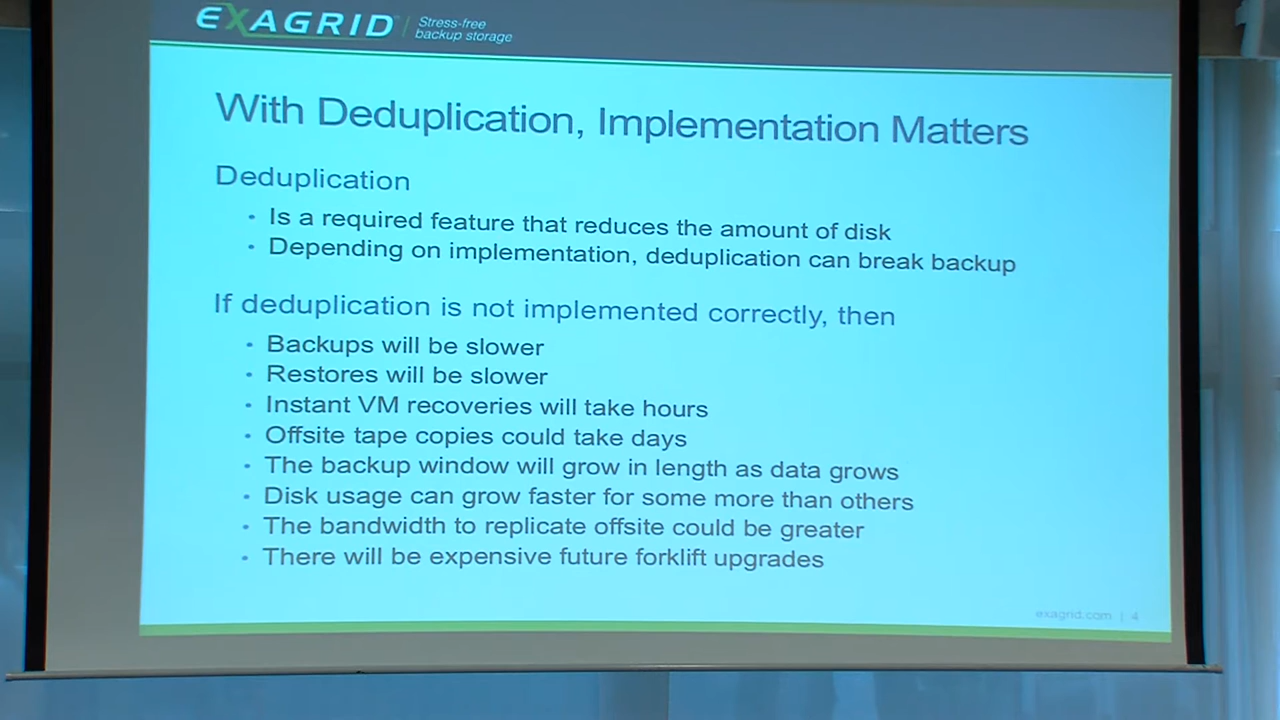 EXAGRID
Stress-free
backup storage
With Deduplication, Implementation Matters
Deduplication
• Is a required feature that reduces the amount of disk
• Depending on implementation, deduplication can break backup
If deduplication is not implemented correctly, then
• Backups will be slower
• Restores will be slower
• Instant VM recoveries will take hours
• Offsite tape copies could take days
• The backup window will grow in length as data grows
• Disk usage can grow faster for some more than others
• The bandwidth to replicate offsite could be greater
• There will be expensive future forklift upgrades
exagrid.com | 4